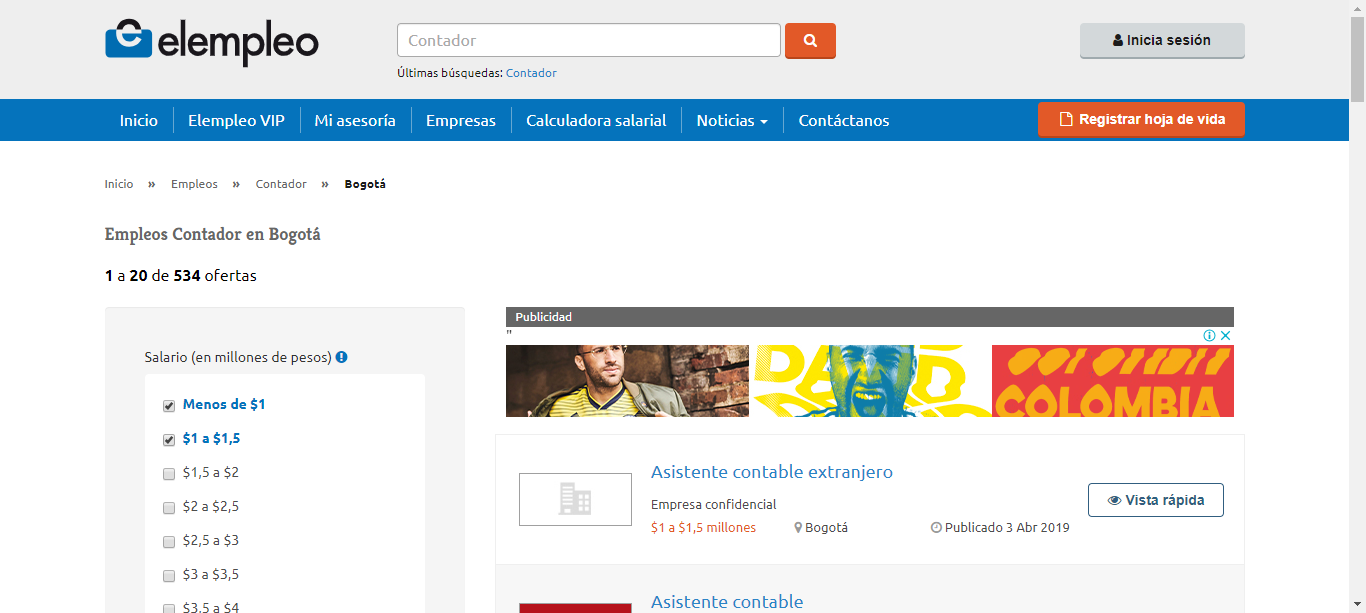 elempleo
Contador
Inicia sesión
Últimas búsquedas: Contador
Inicio
Elempleo VIP
Mi asesoría
Empresas
Calculadora salarial
Noticias
Contáctanos
Registrar hoja de vida
Inicio » Empleos » Contador » Bogotá
Empleos Contador en Bogotá
1 a 20 de 534 ofertas
Salario (en millones de pesos)
Menos de $1
$1 a $1,5
$1,5 a $2
$2 a $2,5
$2,5 a $3
$3 a $3,5
$3,5 a $4
Publicidad
"
COLOMBIA
Asistente contable extranjero
Empresa confidencial
$1 a $1,5 millones
Bogotá
Publicado 3 Abr 2019
Vista rápida
Asistente contable